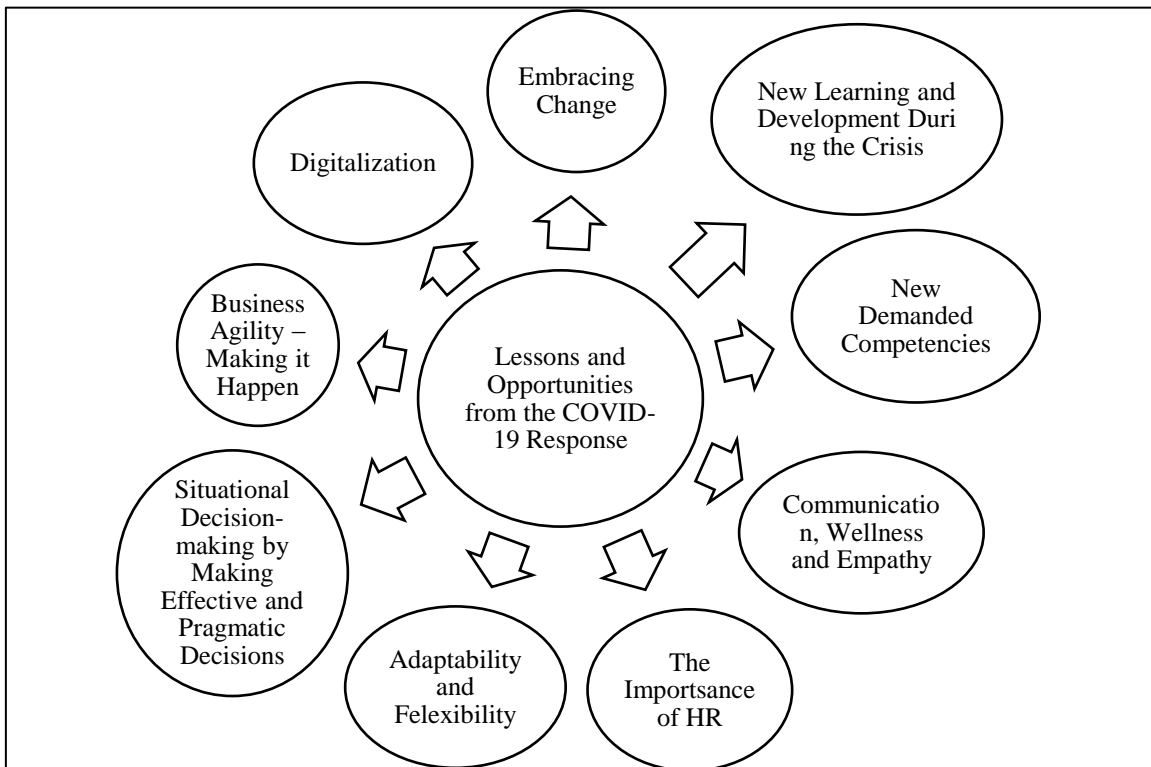 Embracing
Change
New Learning and
Development Duri
ng the Crisis
Digitalization
New
Demanded
Competencies
Business
Agility –
Making it
Happen
Lessons and
Opportunities
from the COVID-
19 Response
Communicatio
n, Wellness
and Empathy
Situational
Decision-
making by
Making
Effective and
Pragmatic
Decisions
Adaptability
and
Felexibility
The
Importsance
of HR